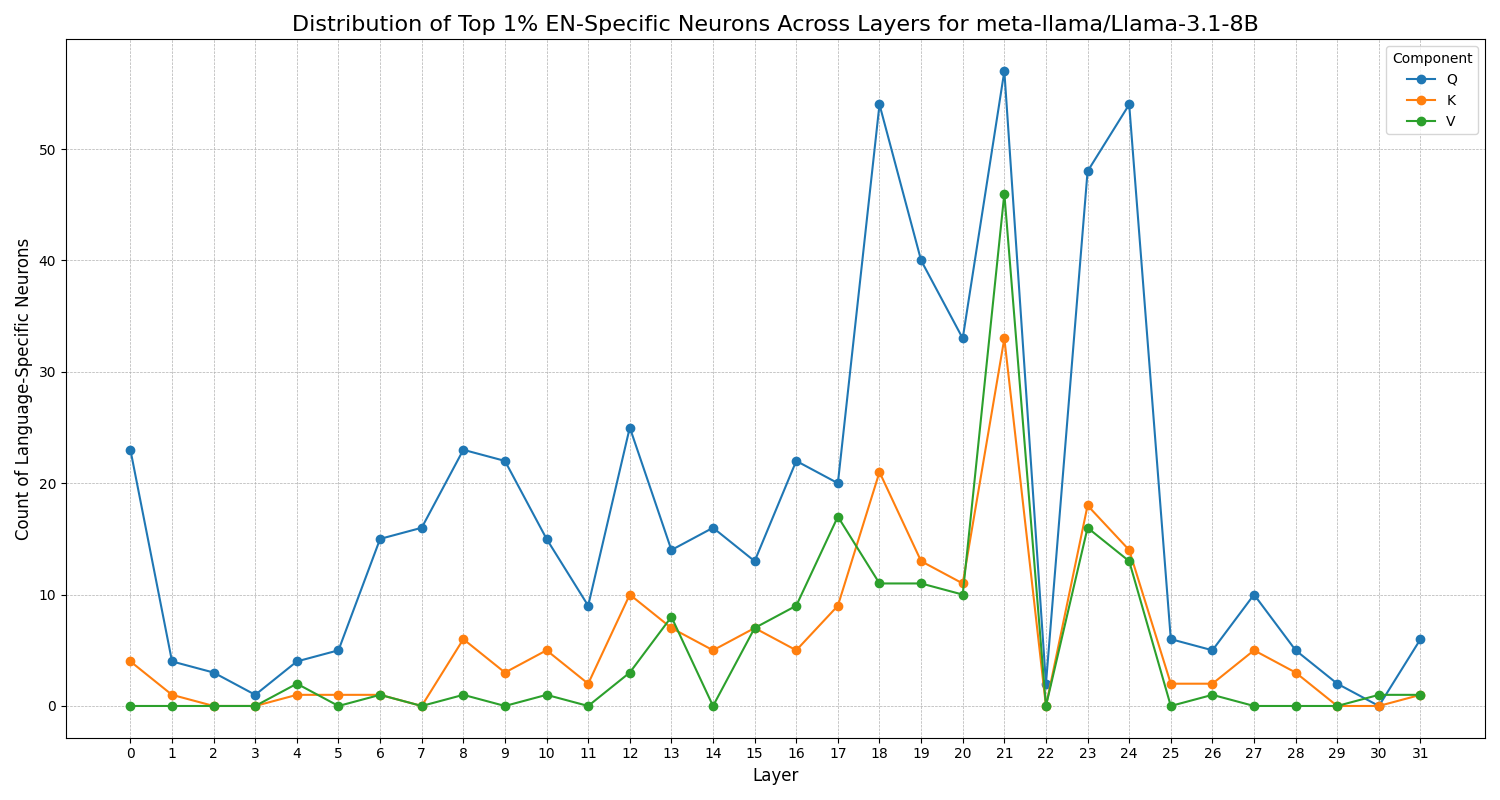 Distribution of Top 1% EN-Specific Neurons Across Layers for meta-llama/Llama-3.1-8B
Component
Q
K
V
Count of Language-Specific Neurons
50
40
30
20
10
0
0 1 2 3 4 5 6 7 8 9 10 11 12 13 14 15 16 17 18 19 20 21 22 23 24 25 26 27 28 29 30 31
Layer